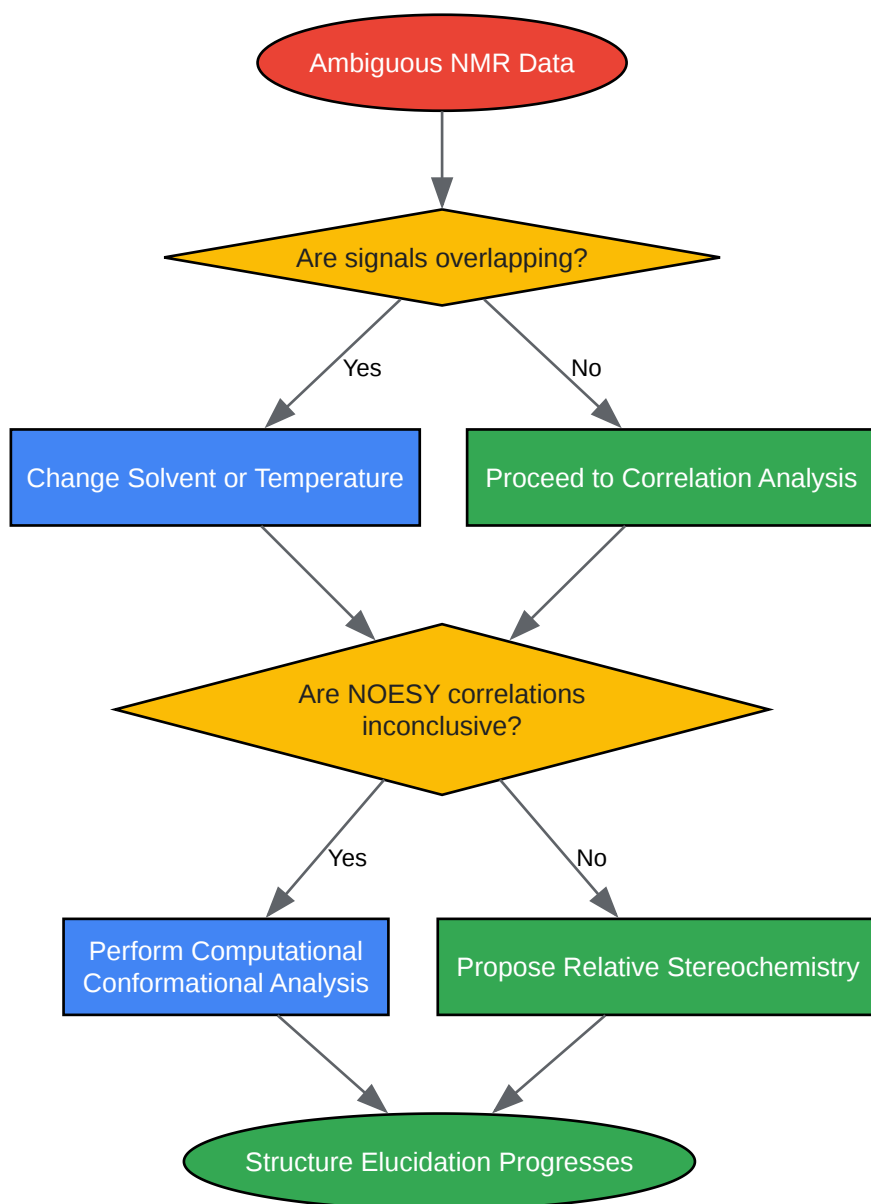 Ambiguous NMR Data
Are signals overlapping?
Yes
No
Change Solvent or Temperature
Proceed to Correlation Analysis
Are NOESY correlations
inconclusive?
Yes
No
Perform Computational
Conformational Analysis
Propose Relative Stereochemistry
Structure Elucidation Progresses